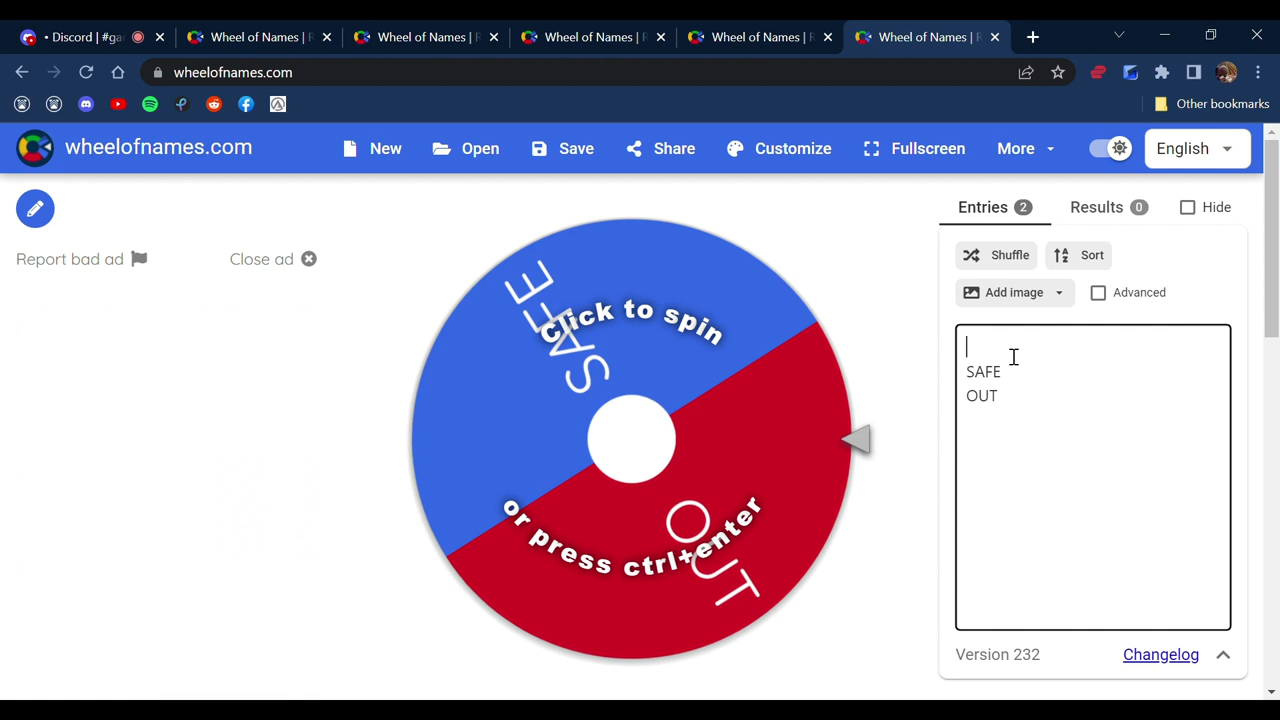 • Discord | #ga
Wheel of Names | R
Wheel of Names | R
Wheel of Names | R
Wheel of Names | R
Wheel of Names | R
wheelofnames.com
Other bookmarks
wheelofnames.com
New
Open
Save
Share
Customize
Fullscreen
More
English
Report bad ad
Close ad
SAFE
Click to spin
or press ctrl+enter
OUT
Entries 2
Results 0
Hide
Shuffle
Sort
Add image
Advanced
SAFE
OUT
Version 232
Changelog